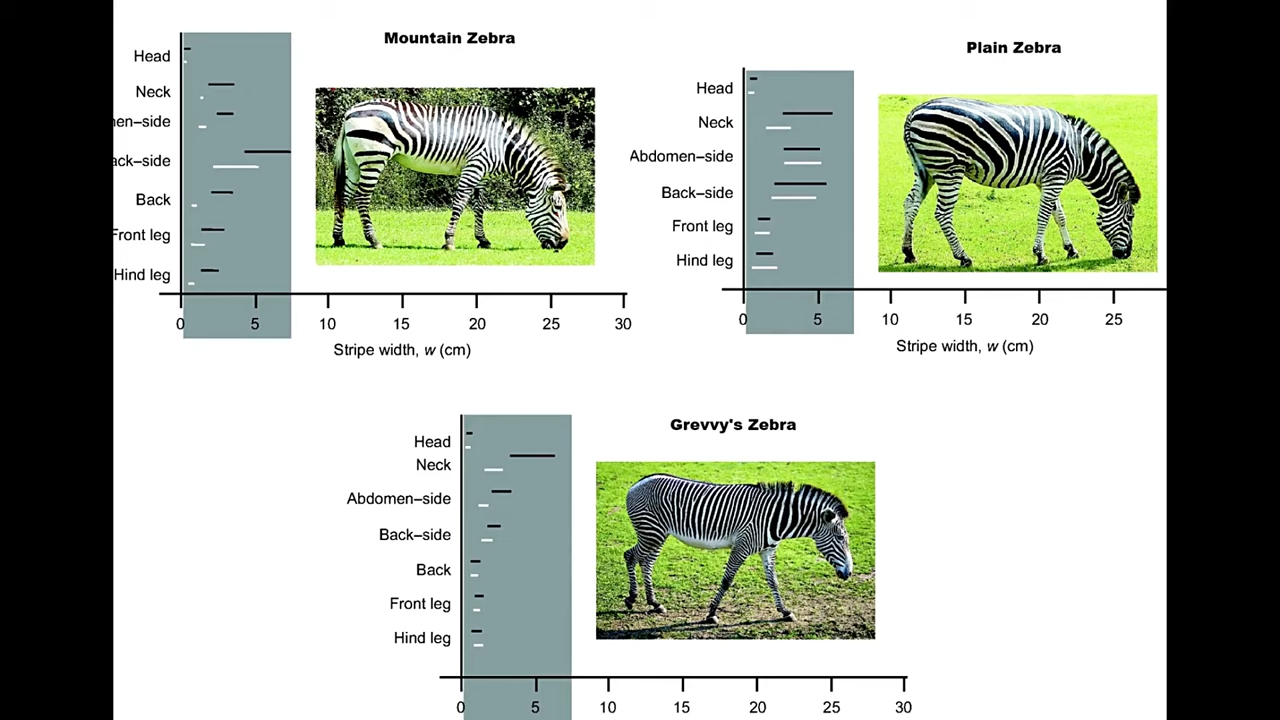 Mountain Zebra
Head
Neck
men–side
ack–side
Back
Front leg
Hind leg
0 5 10 15 20 25 30
Stripe width, w (cm)
Plain Zebra
Head
Neck
Abdomen–side
Back–side
Front leg
Hind leg
0 5 10 15 20 25
Stripe width, w (cm)
Grevvy's Zebra
Head
Neck
Abdomen–side
Back–side
Back
Front leg
Hind leg
0 5 10 15 20 25 30